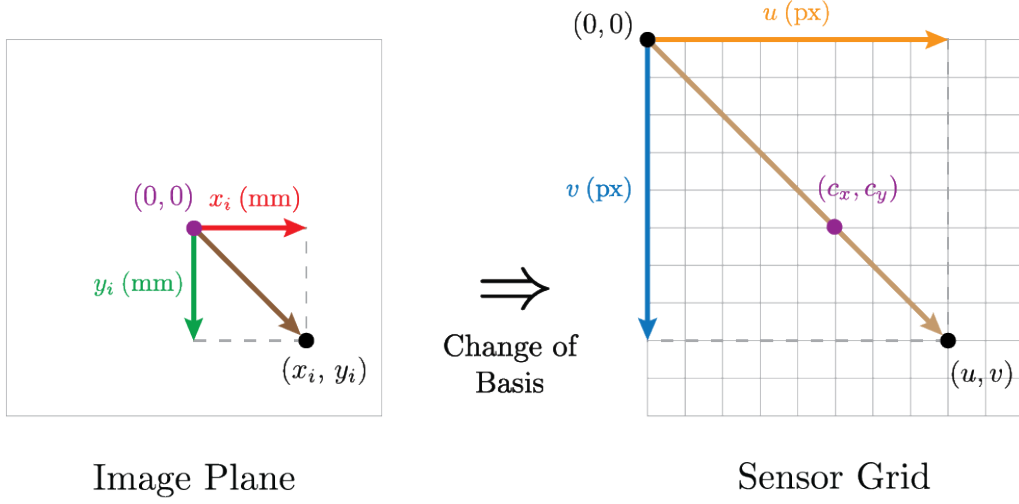 u (px)
(0, 0)
(0, 0)
x_i (mm)
v (px)
(c_x, c_y)
y_i (mm)
⇒
Change of
Basis
(x_i, y_i)
(u, v)
Image Plane
Sensor Grid